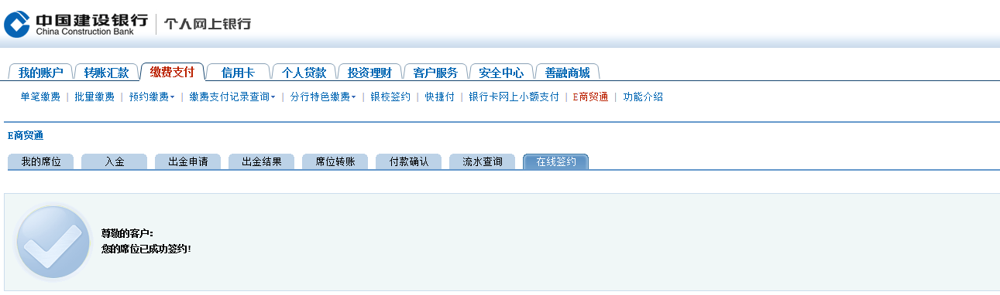 中国建设银行 个人网上银行
China Construction Bank
我的账户 转账汇款 缴费支付 信用卡 个人贷款 投资理财 客户服务 安全中心 善融商城
单笔缴费 | 批量缴费 | 预约缴费 | 缴费支付记录查询 | 分行特色缴费 | 银校签约 | 快捷付 | 银行卡网上小额支付 | E商贸通 | 功能介绍
E商贸通
我的席位 入金 出金申请 出金结果 席位转账 付款确认 流水查询 在线签约
尊敬的客户：
您的席位已成功签约！